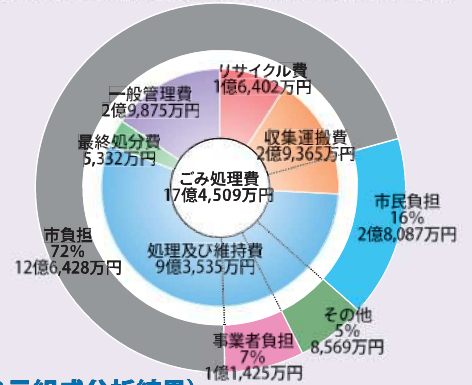 リサイクル費
1億6,402万円
一般管理費
2億9,875万円
収集運搬費
2億9,365万円
最終処分費
5,332万円
ごみ処理費
17億4,509万円
処理及び維持費
9億3,535万円
市民負担
16%
2億8,087万円
市負担
72%
12億6,428万円
その他
5%
8,569万円
事業者負担
7%
1億1,425万円
組成分析結果)